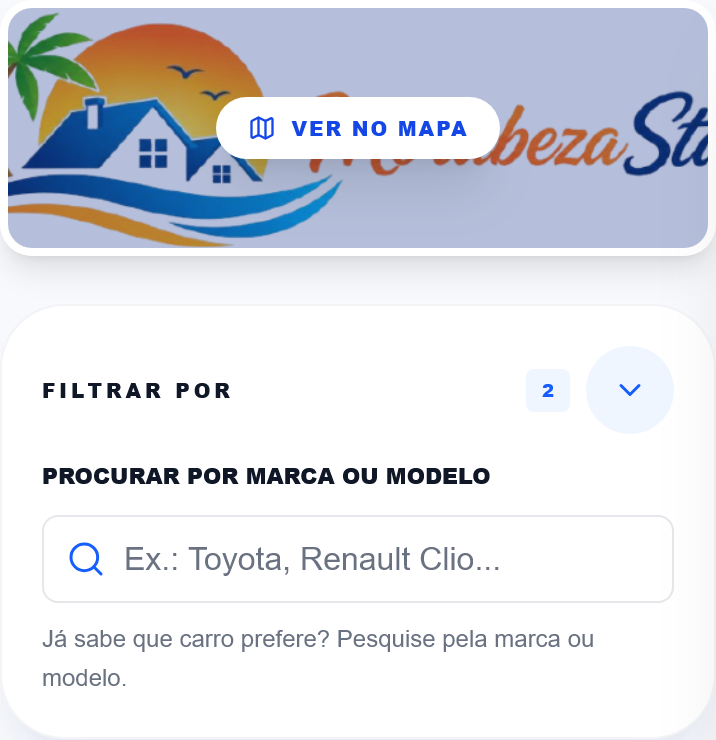 VER NO MAPA
FILTRAR POR
2
PROCURAR POR MARCA OU MODELO
Ex.: Toyota, Renault Clio...
Já sabe que carro prefere? Pesquise pela marca ou
modelo.